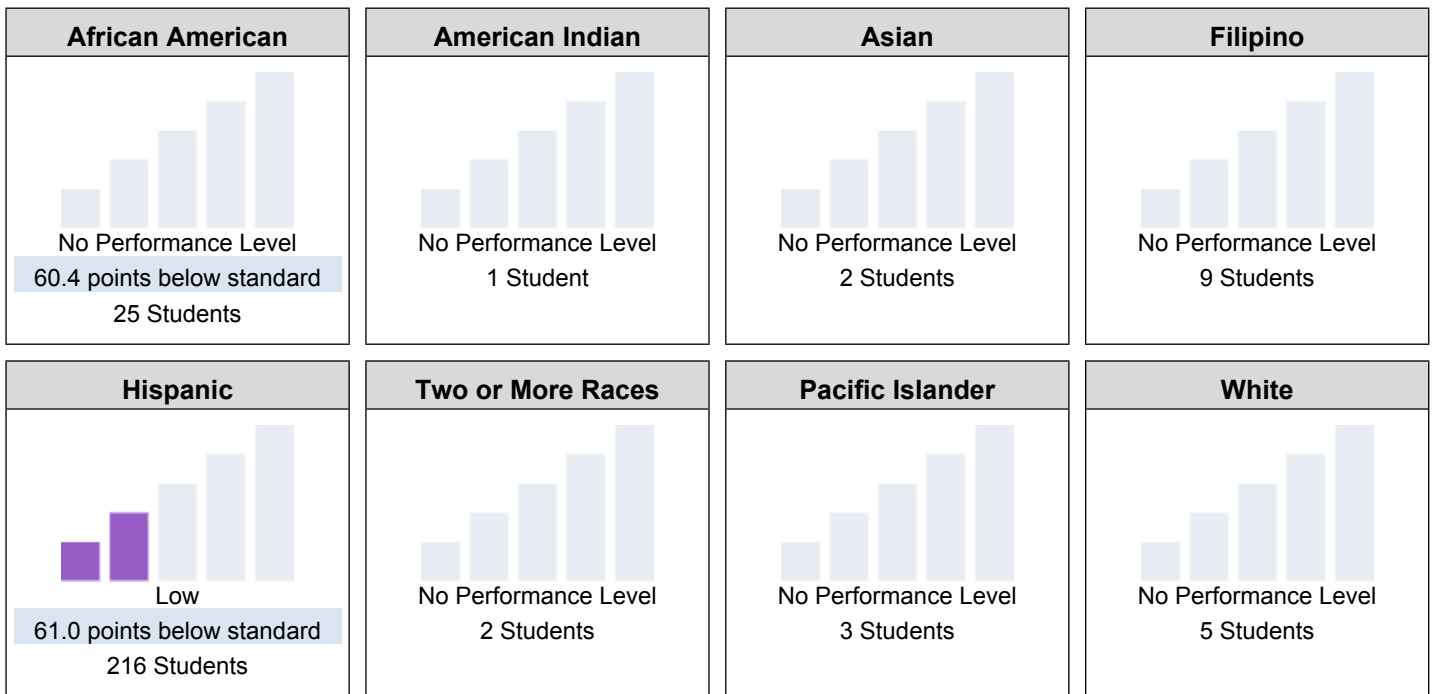 African American
No Performance Level
60.4 points below standard
25 Students
American Indian
No Performance Level
1 Student
Asian
No Performance Level
2 Students
Filipino
No Performance Level
9 Students
Hispanic
Low
61.0 points below standard
216 Students
Two or More Races
No Performance Level
2 Students
Pacific Islander
No Performance Level
3 Students
White
No Performance Level
5 Students